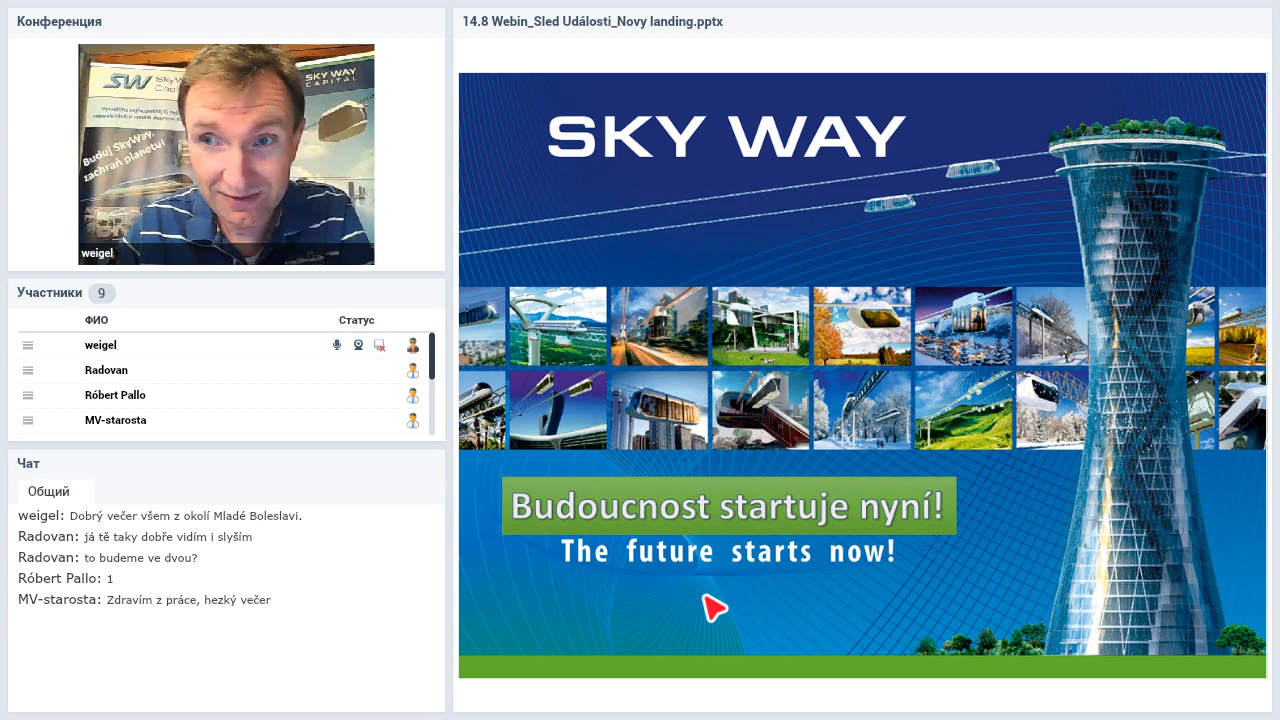 Конференция
SW SkyW
Cap
SKY WAY
CAPITAL
Buduj SkyWay,
zachraň planetu!
weigel
Участники 9
ФИО Статус
weigel
Radovan
Róbert Pallo
MV-starosta
Чат
Общий
weigel: Dobrý večer všem z okolí Mladé Boleslavi.
Radovan: já tě taky dobře vidím i slyším
Radovan: to budeme ve dvou?
Róbert Pallo: 1
MV-starosta: Zdravím z práce, hezký večer
14.8 Webin_Sled Události_Novy landing.pptx
SKY WAY
Budoucnost startuje nyní!
The future starts now!